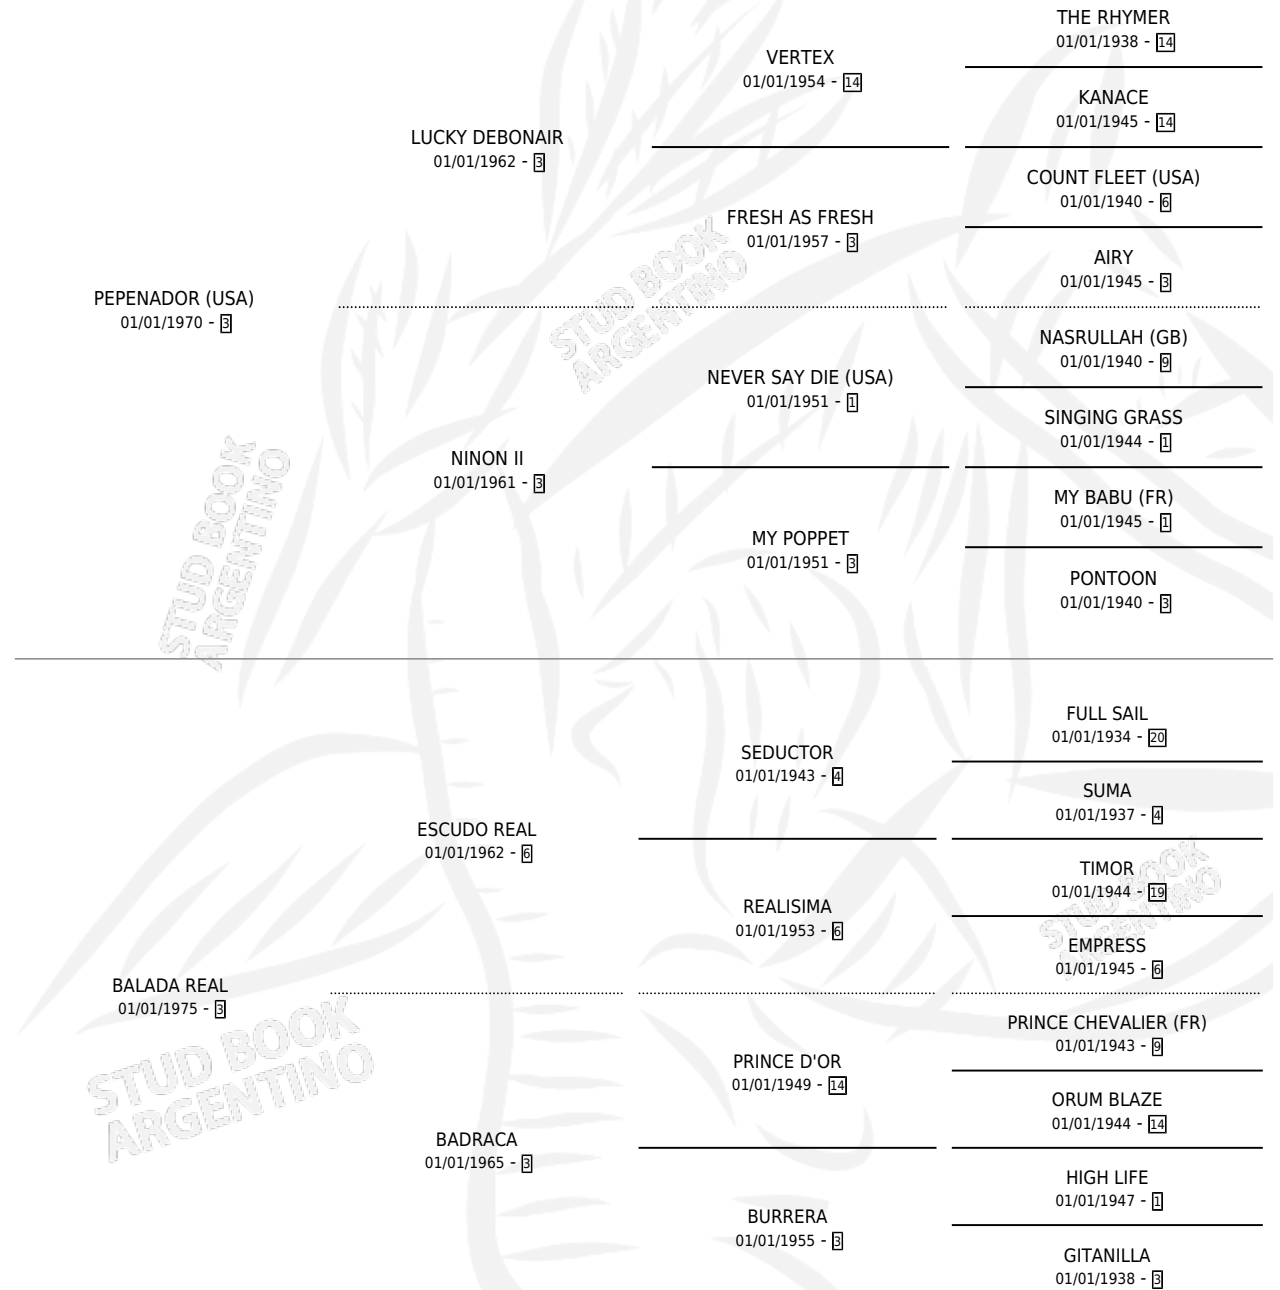 THE RHYMER
01/01/1938 - 14
VERTEX
01/01/1954 - 14
KANACE
01/01/1945 - 14
LUCKY DEBONAIR
01/01/1962 - 3
COUNT FLEET (USA)
01/01/1940 - 6
FRESH AS FRESH
01/01/1957 - 3
AIRY
01/01/1945 - 3
PEPENADOR (USA)
01/01/1970 - 3
NASRULLAH (GB)
01/01/1940 - 9
NEVER SAY DIE (USA)
01/01/1951 - 1
SINGING GRASS
01/01/1944 - 1
NINON II
01/01/1961 - 3
MY BABU (FR)
01/01/1945 - 1
MY POPPET
01/01/1951 - 3
PONTOON
01/01/1940 - 3
STUD BOOK
ARGENTINO
STUD BOOK
ARGENTINO
FULL SAIL
01/01/1934 - 20
SEDUCTOR
01/01/1943 - 4
SUMA
01/01/1937 - 4
ESCUDO REAL
01/01/1962 - 6
TIMOR
01/01/1944 - 19
REALISIMA
01/01/1953 - 6
EMPRESS
01/01/1945 - 6
STUD BOOK
ARGENTINO
BALADA REAL
01/01/1975 - 3
PRINCE CHEVALIER (FR)
01/01/1943 - 9
PRINCE D'OR
01/01/1949 - 14
ORUM BLAZE
01/01/1944 - 14
STUD BOOK
ARGENTINO
BADRACA
01/01/1965 - 3
HIGH LIFE
01/01/1947 - 1
BURRERA
01/01/1955 - 3
GITANILLA
01/01/1938 - 3